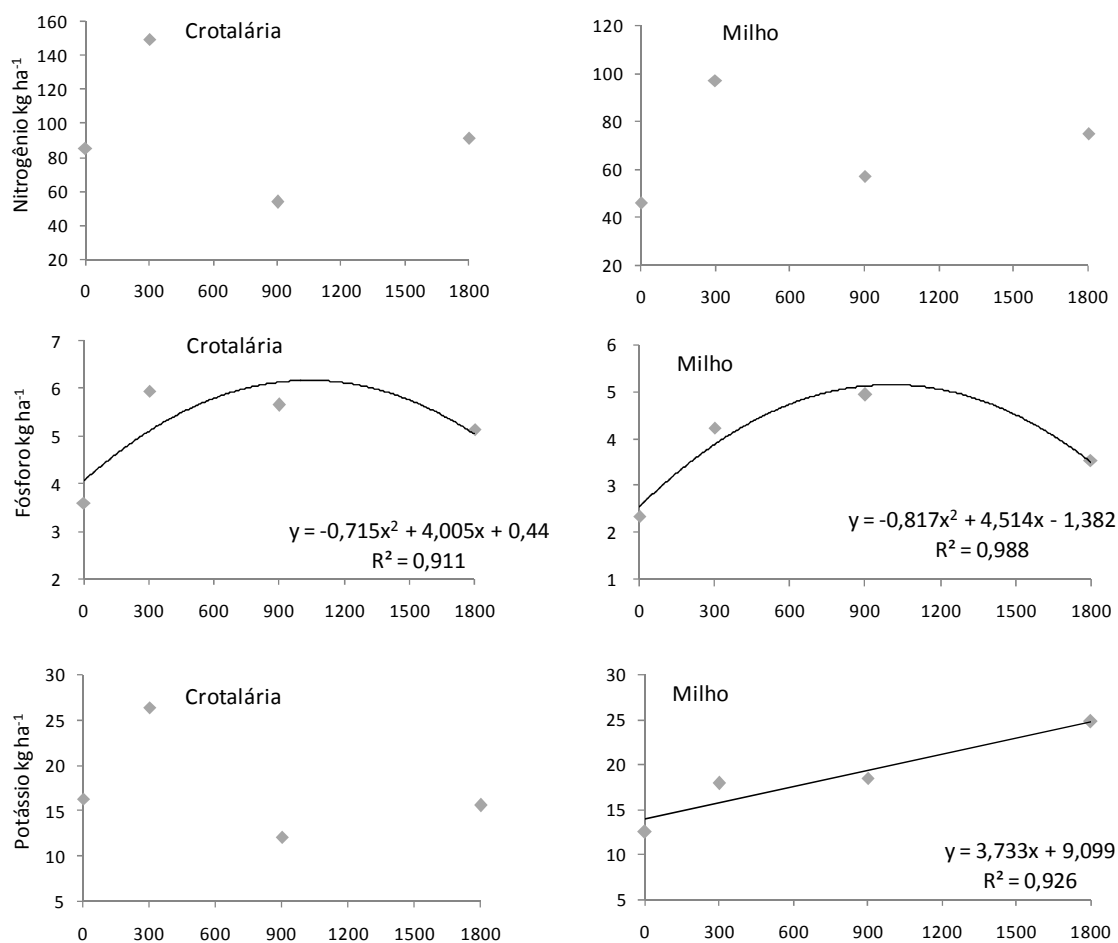 Crotalária
Nitrogênio kg ha⁻¹
160
140
120
100
80
60
40
20
0 300 600 900 1200 1500 1800
Milho
120
100
80
60
40
20
0 300 600 900 1200 1500 1800
Crotalária
Fósforo kg ha⁻¹
7
6
5
4
3
2
y = -0,715x² + 4,005x + 0,44
R² = 0,911
0 300 600 900 1200 1500 1800
Milho
6
5
4
3
2
1
y = -0,817x² + 4,514x - 1,382
R² = 0,988
0 300 600 900 1200 1500 1800
Crotalária
Potássio kg ha⁻¹
30
25
20
15
10
5
0 300 600 900 1200 1500 1800
Milho
30
25
20
15
10
5
y = 3,733x + 9,099
R² = 0,926
0 300 600 900 1200 1500 1800